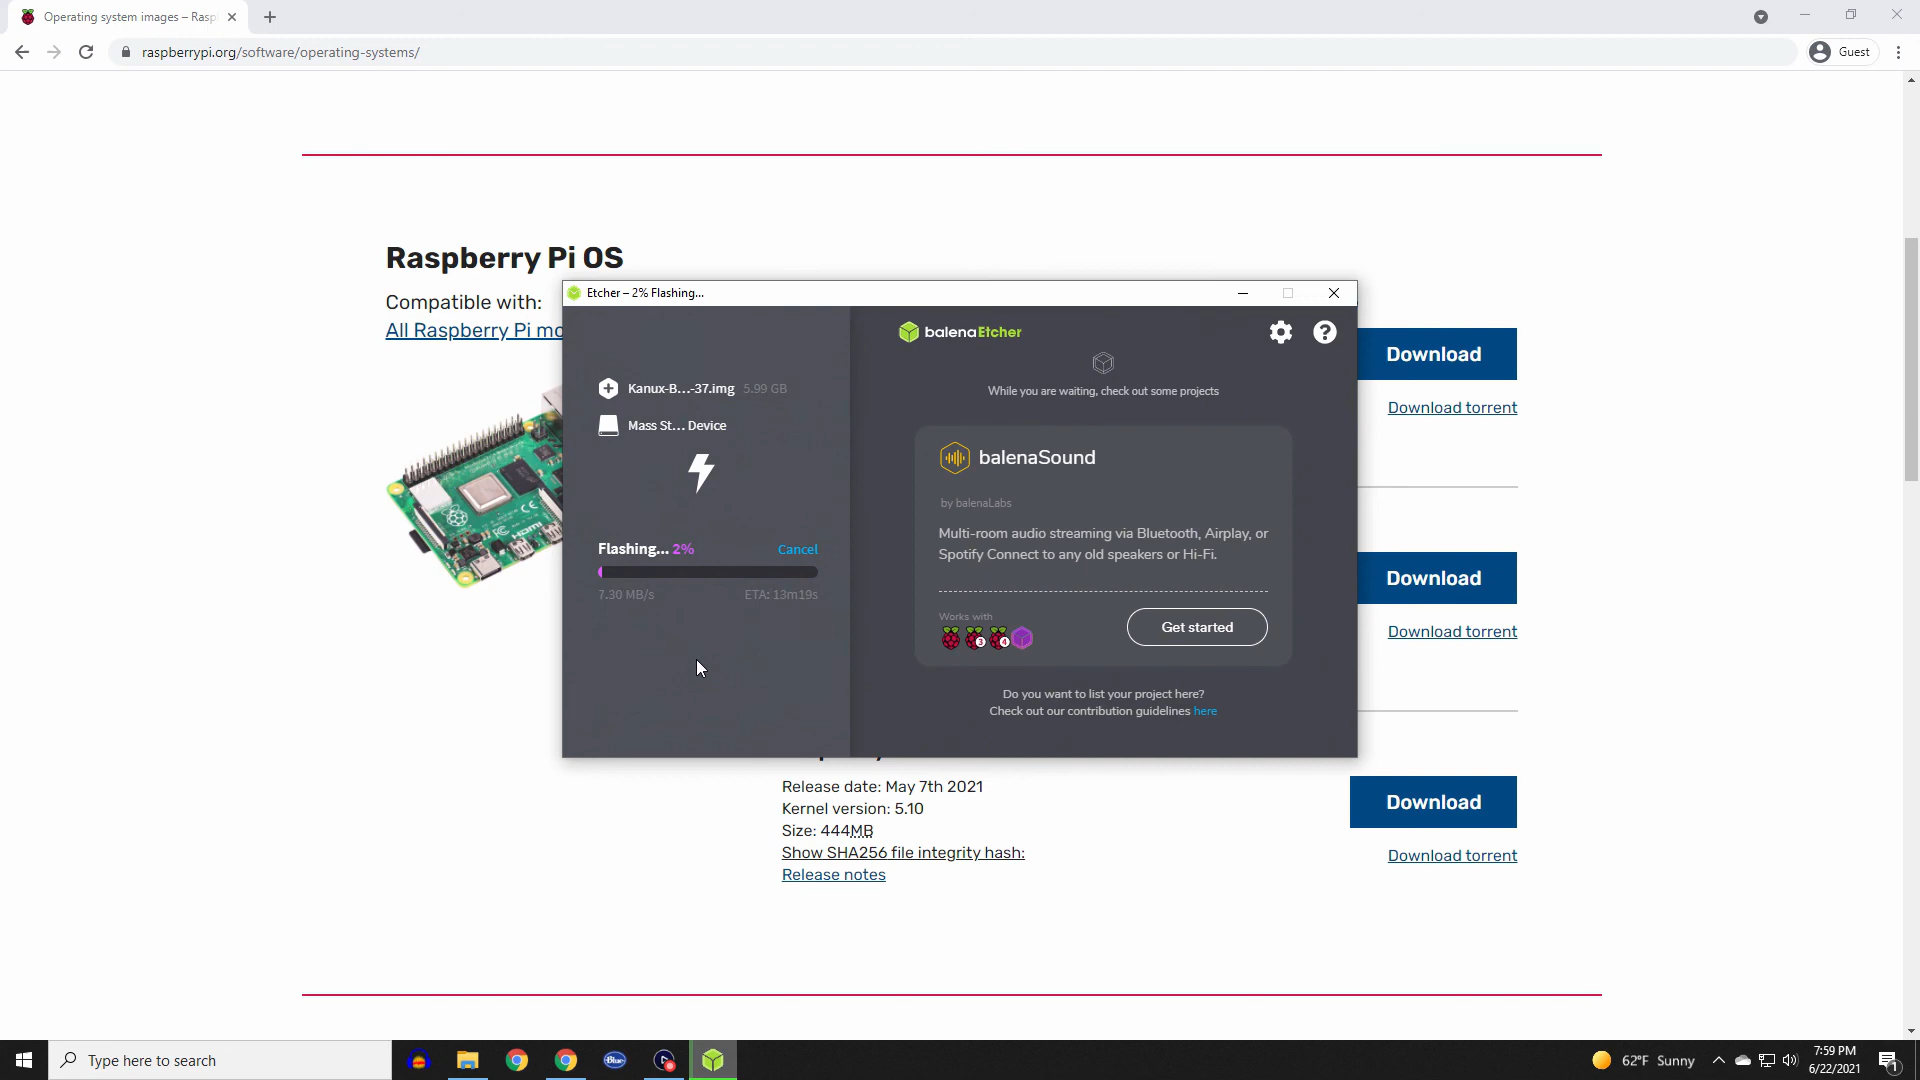 Operating system images – Rasp
raspberrypi.org/software/operating-systems/
Guest
Raspberry Pi OS
Compatible with:
All Raspberry Pi mo
Etcher – 2% Flashing...
balenaEtcher
Kanux-B...-37.img 5.99 GB
Mass St... Device
Flashing... 2%
Cancel
7.30 MB/s
ETA: 13m19s
While you are waiting, check out some projects
balenaSound
by balenaLabs
Multi-room audio streaming via Bluetooth, Airplay, or
Spotify Connect to any old speakers or Hi-Fi.
Works with
3
4
Get started
Do you want to list your project here?
Check out our contribution guidelines here
Download
Download torrent
Download
Download torrent
Release date: May 7th 2021
Kernel version: 5.10
Size: 444MB
Show SHA256 file integrity hash:
Release notes
Download
Download torrent
Type here to search
Blue
62°F Sunny
7:59 PM
6/22/2021
1